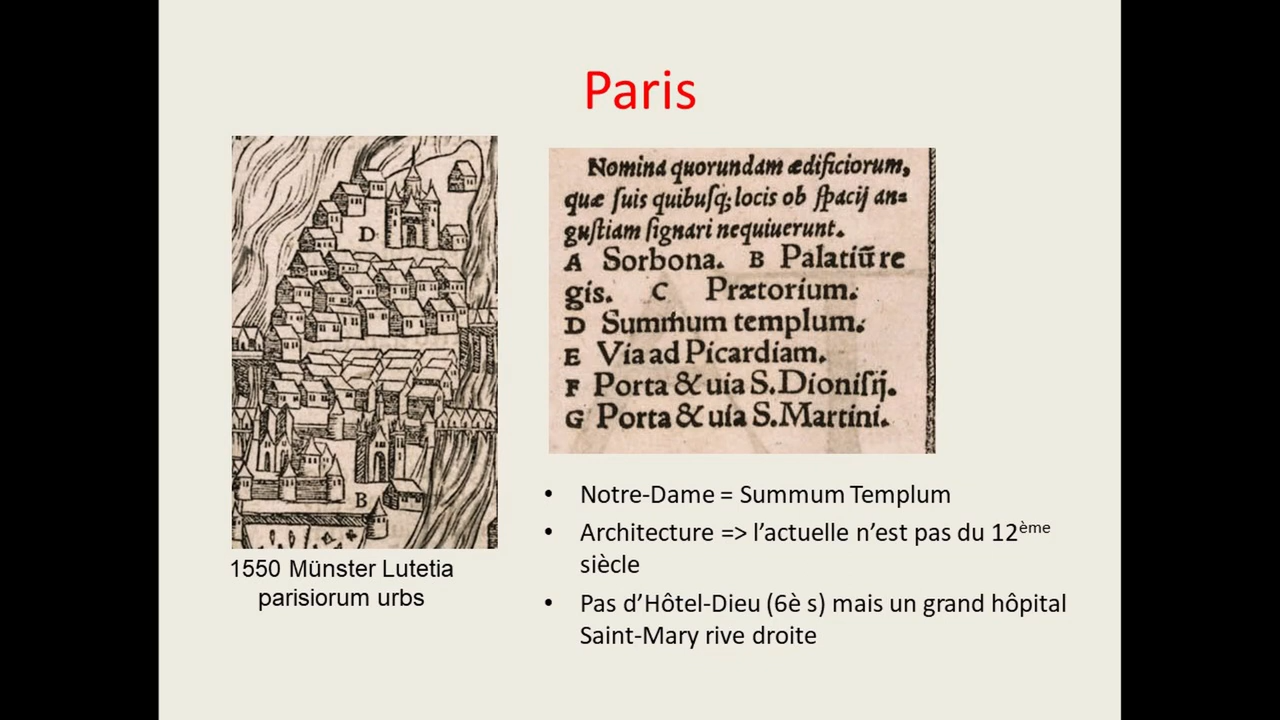 Paris
D
B
1550 Münster Lutetia
parisiorum urbs
Nomina quorundam ædificiorum,
quæ ſuis quibuſq; locis ob ſpacij an=
guſtiam ſignari nequiuerunt.
A Sorbona. B Palatiũ re
gis. C Prætorium.
D Summum templum.
E Via ad Picardiam.
F Porta & uia S. Dioniſij.
G Porta & uia S. Martini.
• Notre-Dame = Summum Templum
• Architecture => l’actuelle n’est pas du 12ème
siècle
• Pas d’Hôtel-Dieu (6è s) mais un grand hôpital
Saint-Mary rive droite